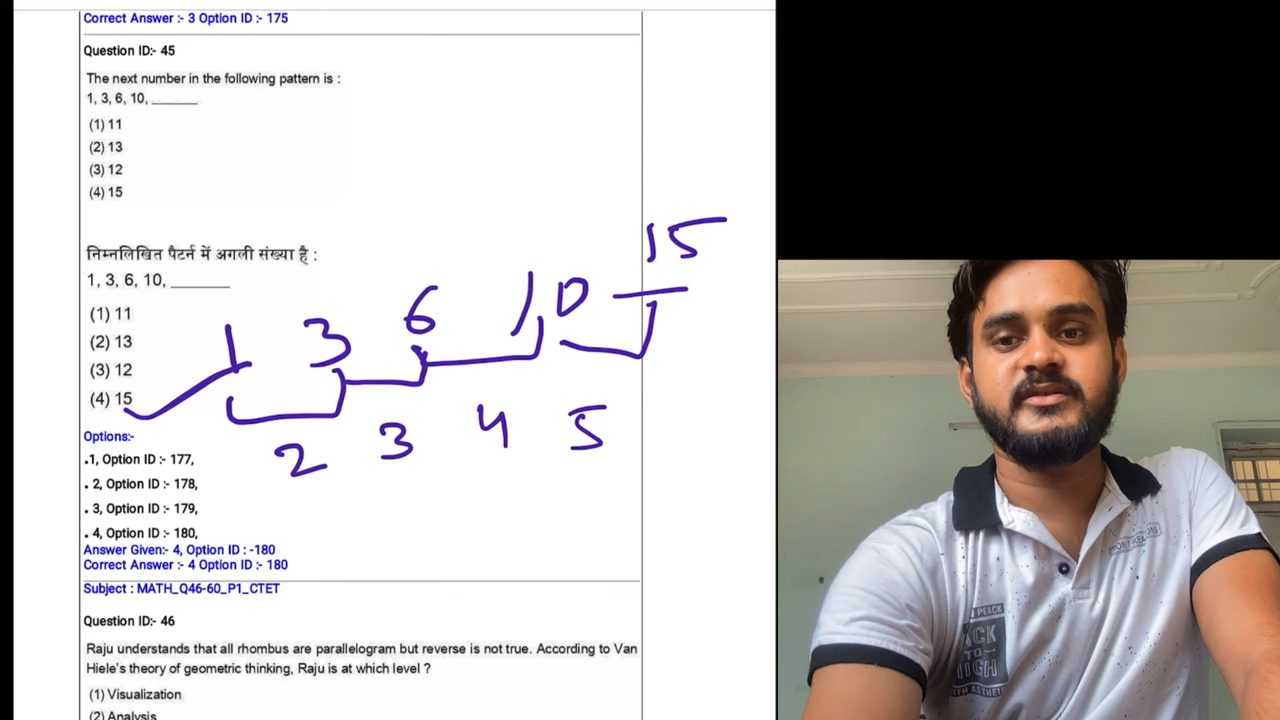 Correct Answer :- 3 Option ID :- 175
Question ID:- 45
The next number in the following pattern is :
1, 3, 6, 10, ________
(1) 11
(2) 13
(3) 12
(4) 15
निम्नलिखित पैटर्न में अगली संख्या है :
1, 3, 6, 10, ________
(1) 11
(2) 13
(3) 12
(4) 15
1 3 6 10 15
2 3 4 5
Options:-
.1, Option ID :- 177,
. 2, Option ID :- 178,
. 3, Option ID :- 179,
. 4, Option ID :- 180,
Answer Given:- 4, Option ID : -180
Correct Answer :- 4 Option ID :- 180
Subject : MATH_Q46-60_P1_CTET
Question ID:- 46
Raju understands that all rhombus are parallelogram but reverse is not true. According to Van
Hiele's theory of geometric thinking, Raju is at which level ?
(1) Visualization
(2) Analysis
PEACK
TO